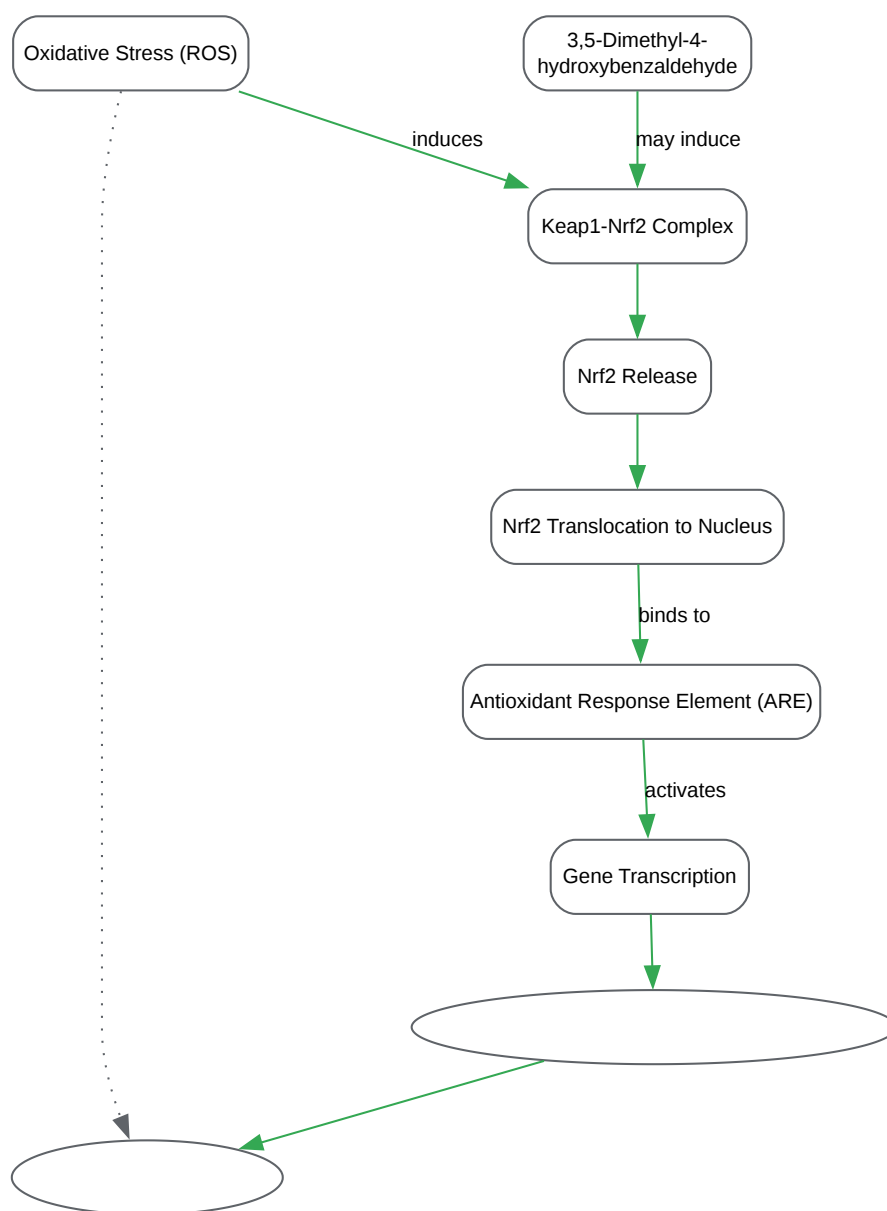 Oxidative Stress (ROS)
3,5-Dimethyl-4-
hydroxybenzaldehyde
induces
may induce
Keap1-Nrf2 Complex
Nrf2 Release
Nrf2 Translocation to Nucleus
binds to
Antioxidant Response Element (ARE)
activates
Gene Transcription